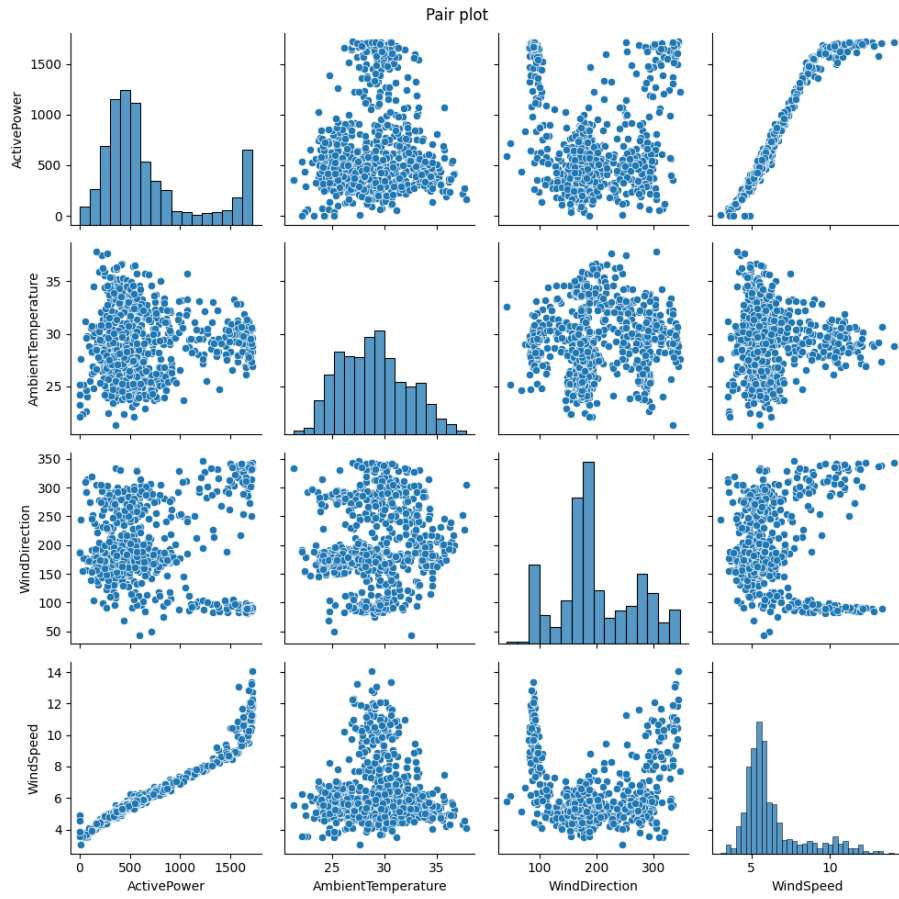 Pair plot
ActivePower
1500
1000
500
0
AmbientTemperature
35
30
25
WindDirection
350
300
250
200
150
100
50
WindSpeed
14
12
10
8
6
4
0 500 1000 1500
25 30 35
100 200 300
5 10
ActivePower AmbientTemperature WindDirection WindSpeed